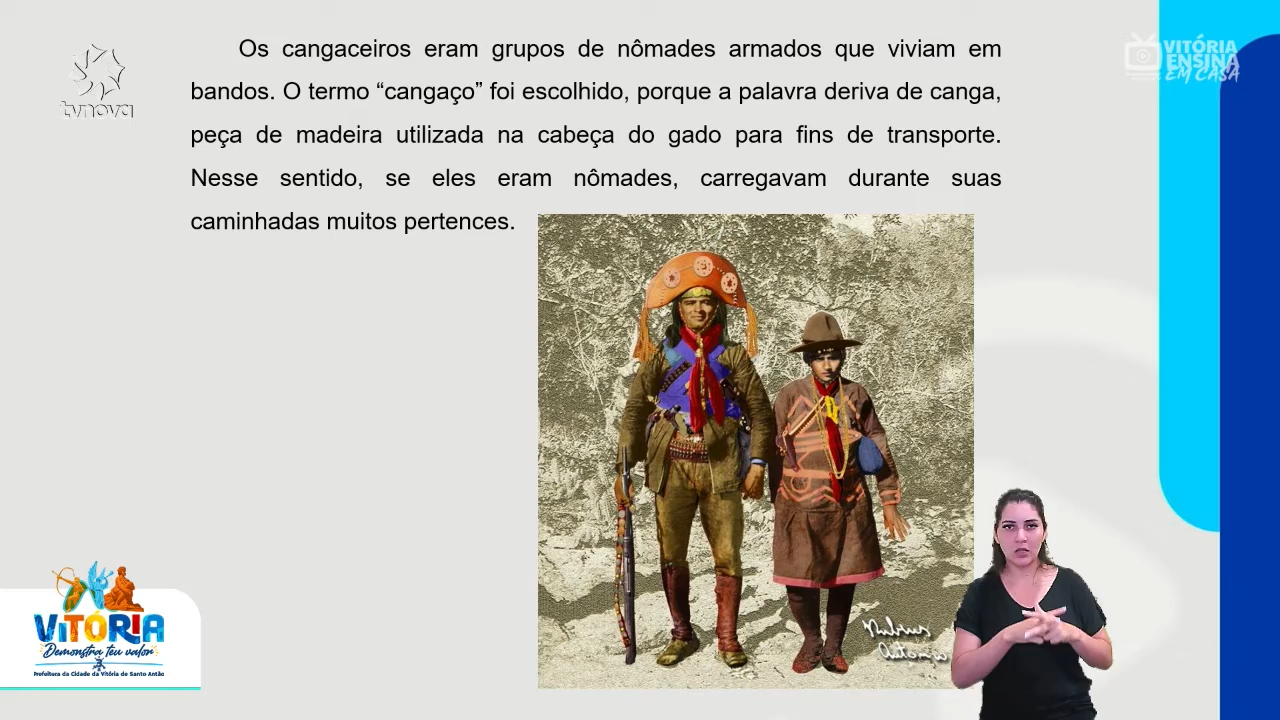 Os cangaceiros eram grupos de nômades armados que viviam em
bandos. O termo “cangaço” foi escolhido, porque a palavra deriva de canga,
peça de madeira utilizada na cabeça do gado para fins de transporte.
Nesse sentido, se eles eram nômades, carregavam durante suas
caminhadas muitos pertences.
tvnova
VITÓRIA
ENSINA
EM CASA
Rubens
Antonio
VITORIA
Demonstra teu valor
Prefeitura da Cidade da Vitória de Santo Antão